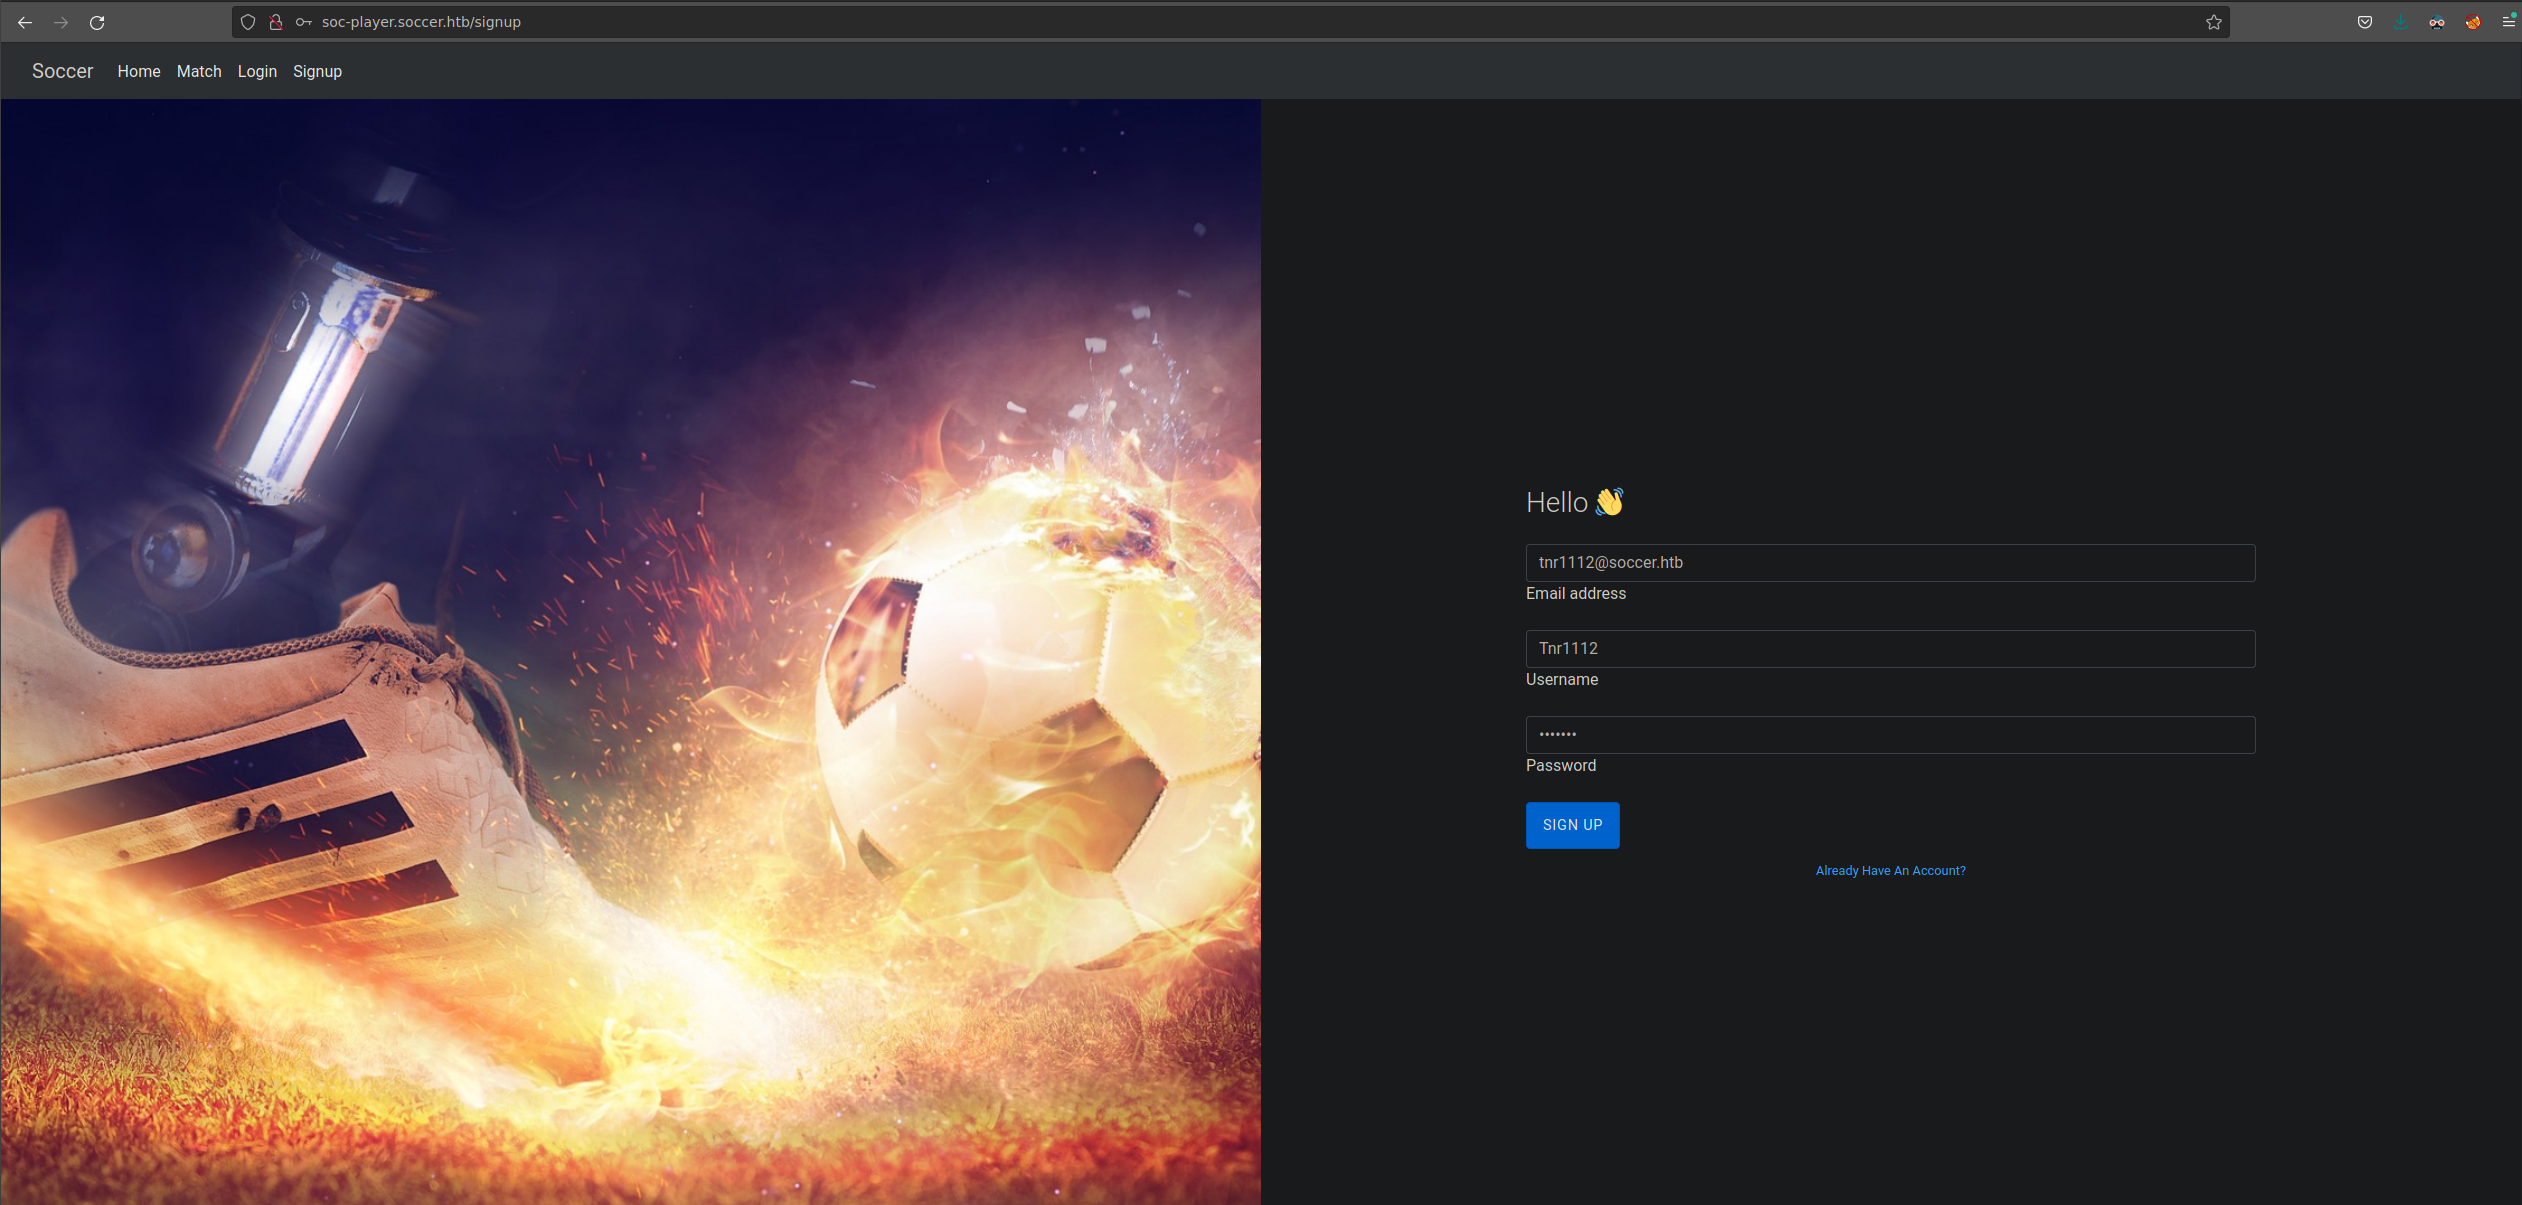 soc-player.soccer.htb/signup
Soccer Home Match Login Signup
Hello 👋
tnr1112@soccer.htb
Email address
Tnr1112
Username
•••••••
Password
SIGN UP
Already Have An Account?